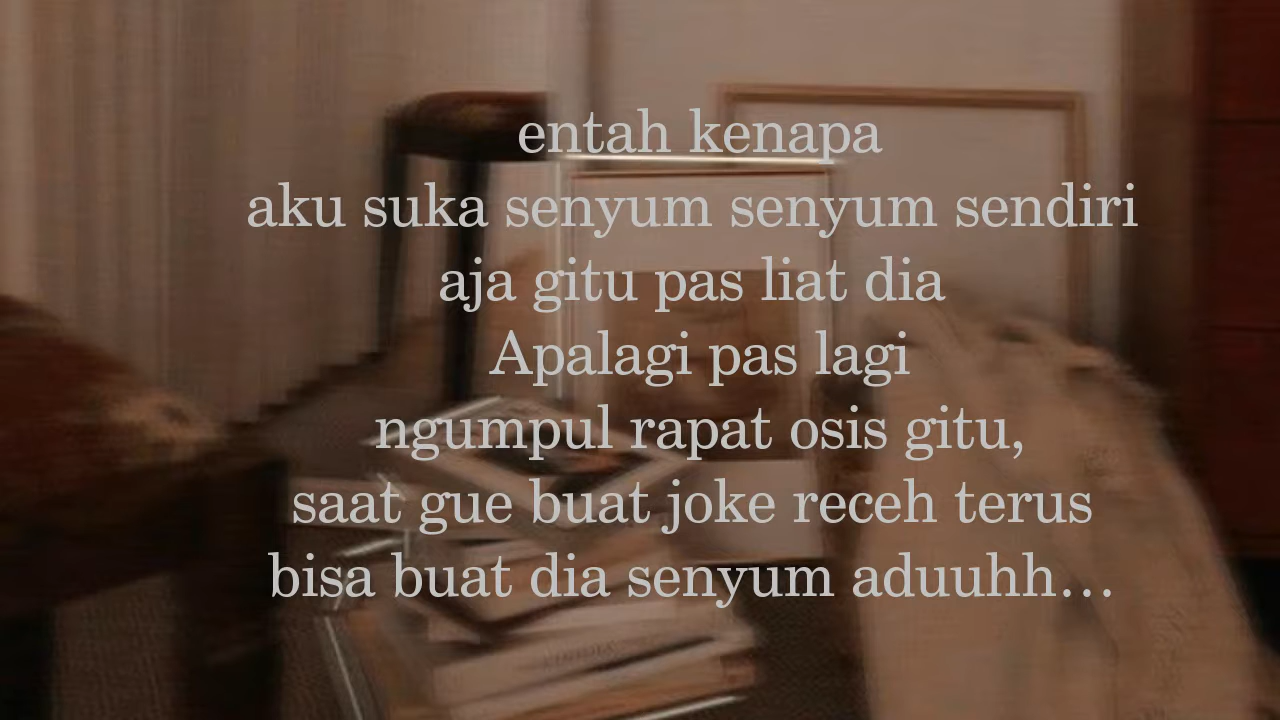 entah kenapa
aku suka senyum senyum sendiri
aja gitu pas liat dia
Apalagi pas lagi
ngumpul rapat osis gitu,
saat gue buat joke receh terus
bisa buat dia senyum aduuhh...